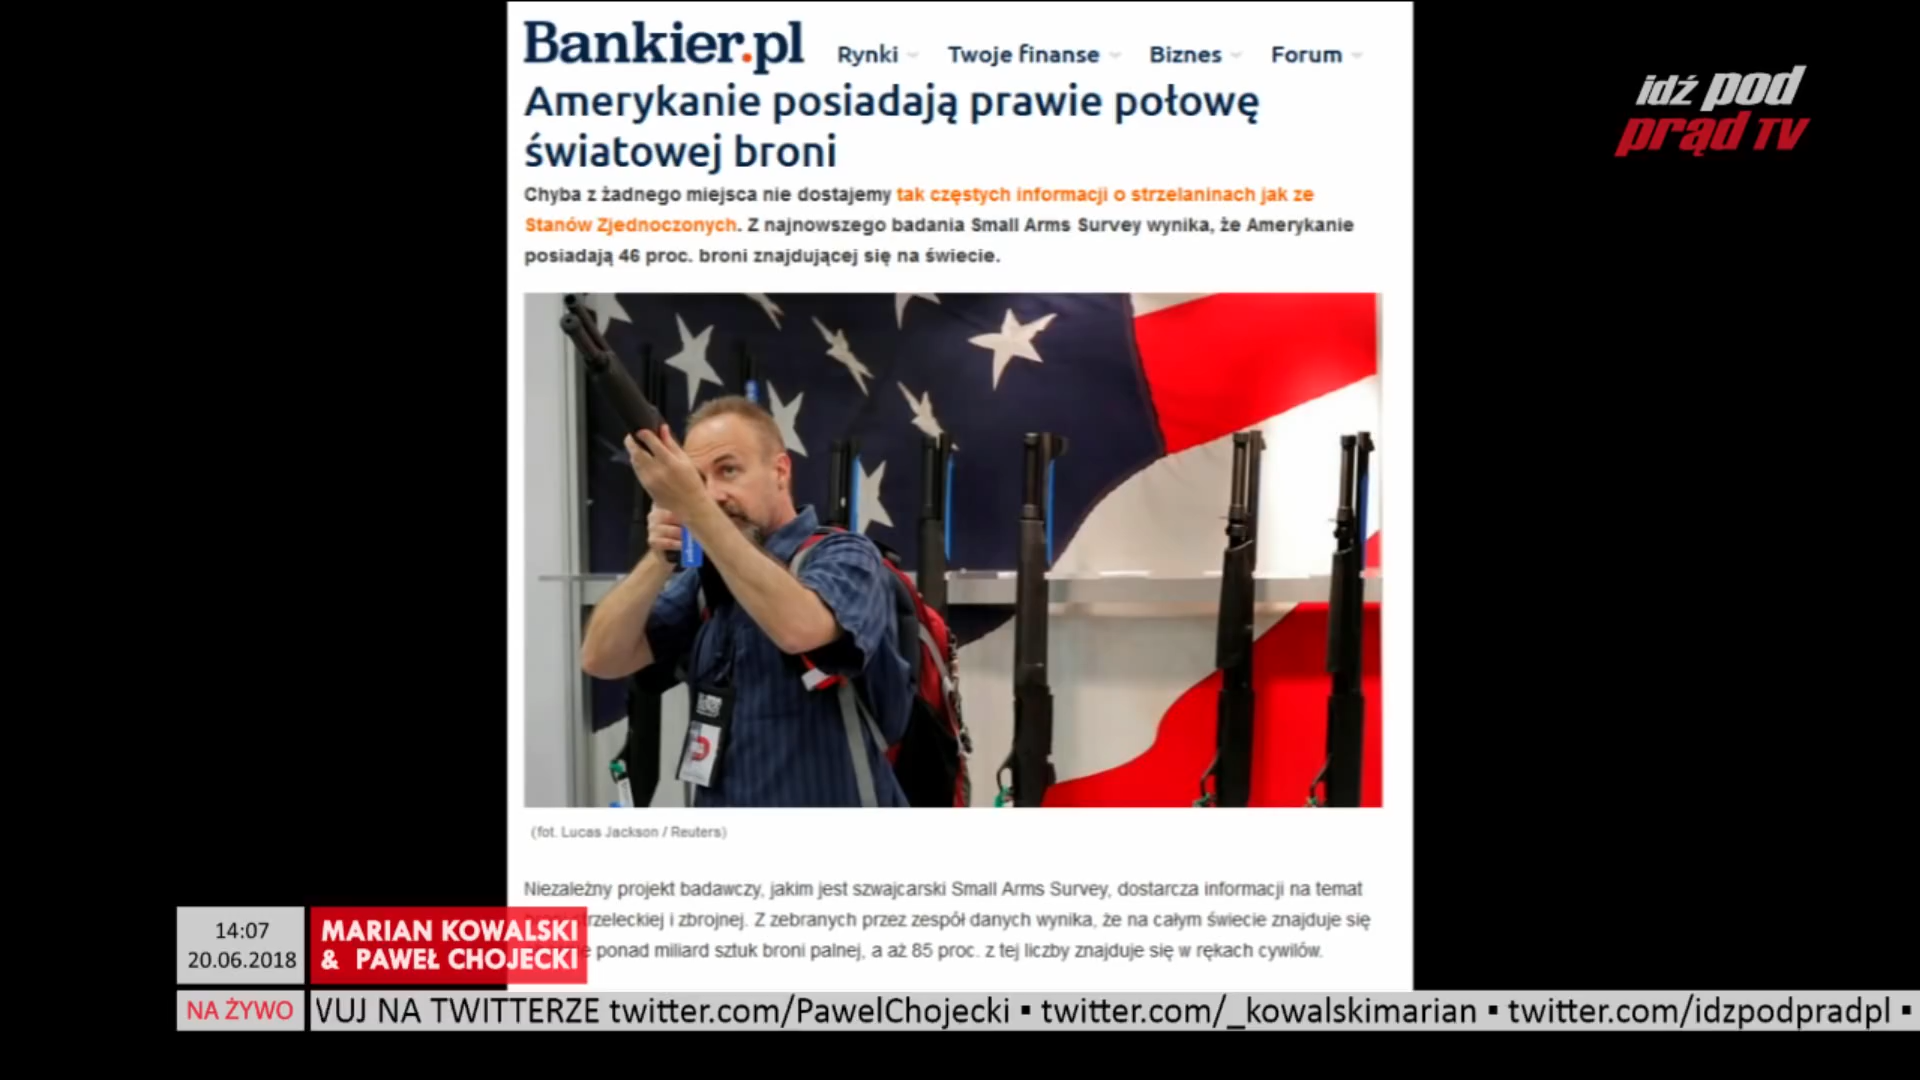 Bankier.pl
Rynki Twoje finanse Biznes Forum
idź pod
prąd TV
Amerykanie posiadają prawie połowę
światowej broni
Chyba z żadnego miejsca nie dostajemy tak częstych informacji o strzelaninach jak ze
Stanów Zjednoczonych. Z najnowszego badania Small Arms Survey wynika, że Amerykanie
posiadają 46 proc. broni znajdującej się na świecie.
(fot. Lucas Jackson / Reuters)
Niezależny projekt badawczy, jakim jest szwajcarski Small Arms Survey, dostarcza informacji na temat
i zbrojnej. Z zebranych przez zespół danych wynika, że na całym świecie znajduje się
ponad miliard sztuk broni palnej, a aż 85 proc. z tej liczby znajduje się w rękach cywilów.
14:07
20.06.2018
MARIAN KOWALSKI
& PAWEŁ CHOJECKI
NA ŻYWO
VUJ NA TWITTERZE twitter.com/PawelChojecki ▪ twitter.com/_kowalskimarian ▪ twitter.com/idzpodpradpl ▪